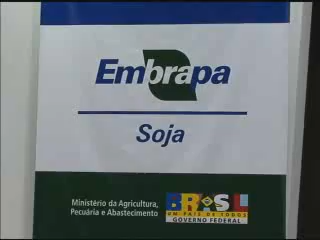 Embrapa
Soja
Ministério da Agricultura,
Pecuária e Abastecimento
BRASIL
UM PAÍS DE TODOS
GOVERNO FEDERAL